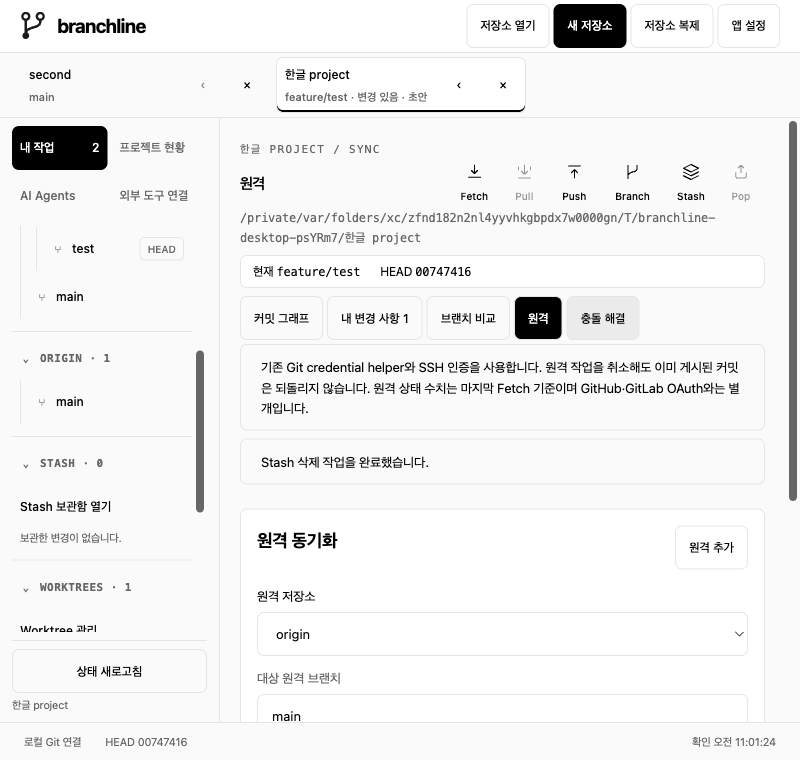 branchline
저장소 열기
새 저장소
저장소 복제
앱 설정
second
main
한글 project
feature/test · 변경 있음 · 초안
내 작업 2
프로젝트 현황
AI Agents
외부 도구 연결
test HEAD
main
ORIGIN · 1
main
STASH · 0
Stash 보관함 열기
보관한 변경이 없습니다.
WORKTREES · 1
Worktree 관리
상태 새로고침
한글 project
한글 PROJECT / SYNC
원격
Fetch
Pull
Push
Branch
Stash
Pop
/private/var/folders/xc/zfnd182n2nl4yyvhkgbpdx7w0000gn/T/branchline-
desktop-psYRm7/한글 project
현재 feature/test HEAD 00747416
커밋 그래프
내 변경 사항 1
브랜치 비교
원격
충돌 해결
기존 Git credential helper와 SSH 인증을 사용합니다. 원격 작업을 취소해도 이미 게시된 커밋
은 되돌리지 않습니다. 원격 상태 수치는 마지막 Fetch 기준이며 GitHub·GitLab OAuth와는 별
개입니다.
Stash 삭제 작업을 완료했습니다.
원격 동기화
원격 추가
원격 저장소
origin
대상 원격 브랜치
main
로컬 Git 연결
HEAD 00747416
확인 오전 11:01:24